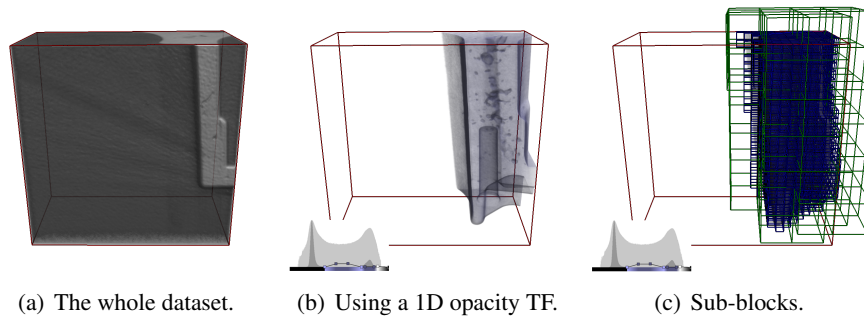 (a) The whole dataset.
(b) Using a 1D opacity TF.
(c) Sub-blocks.